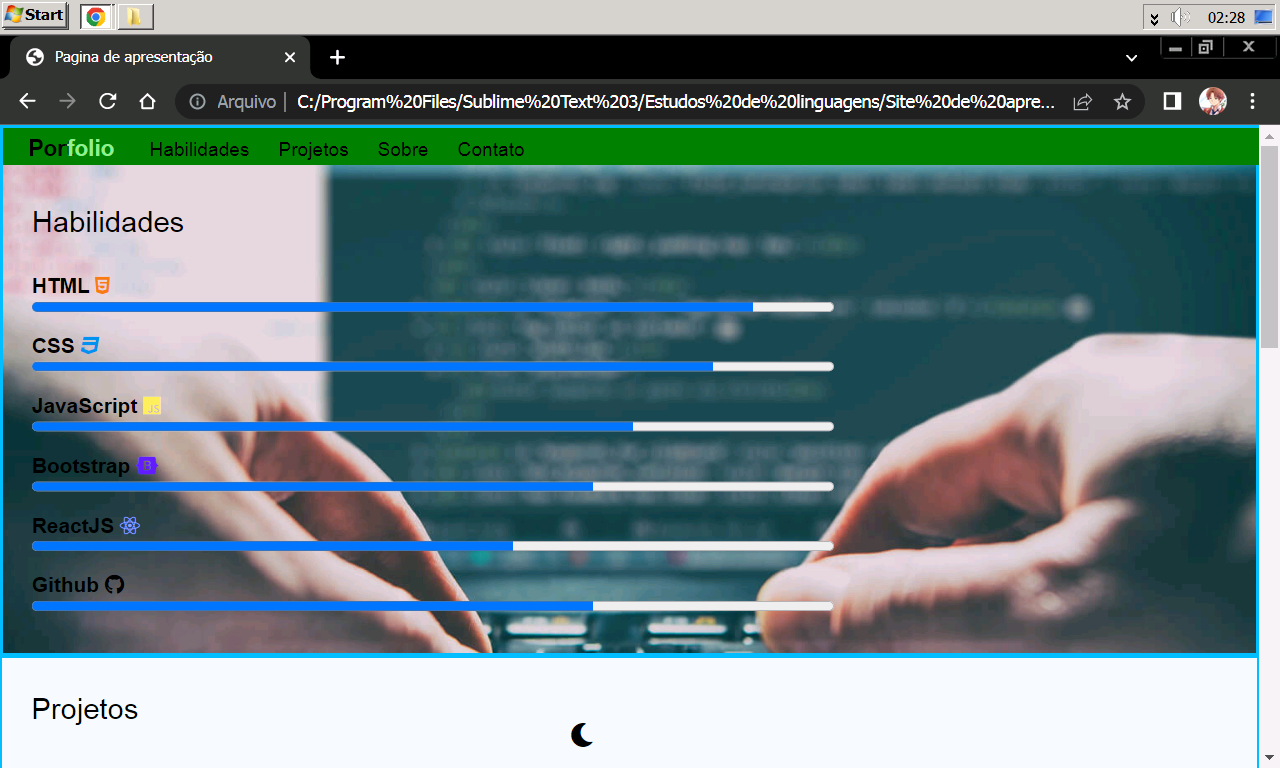 Start
02:28
Pagina de apresentação
Arquivo C:/Program%20Files/Sublime%20Text%203/Estudos%20de%20linguagens/Site%20de%20apre...
Porfolio Habilidades Projetos Sobre Contato
Habilidades
HTML
CSS
JavaScript JS
Bootstrap B
ReactJS
Github
Projetos